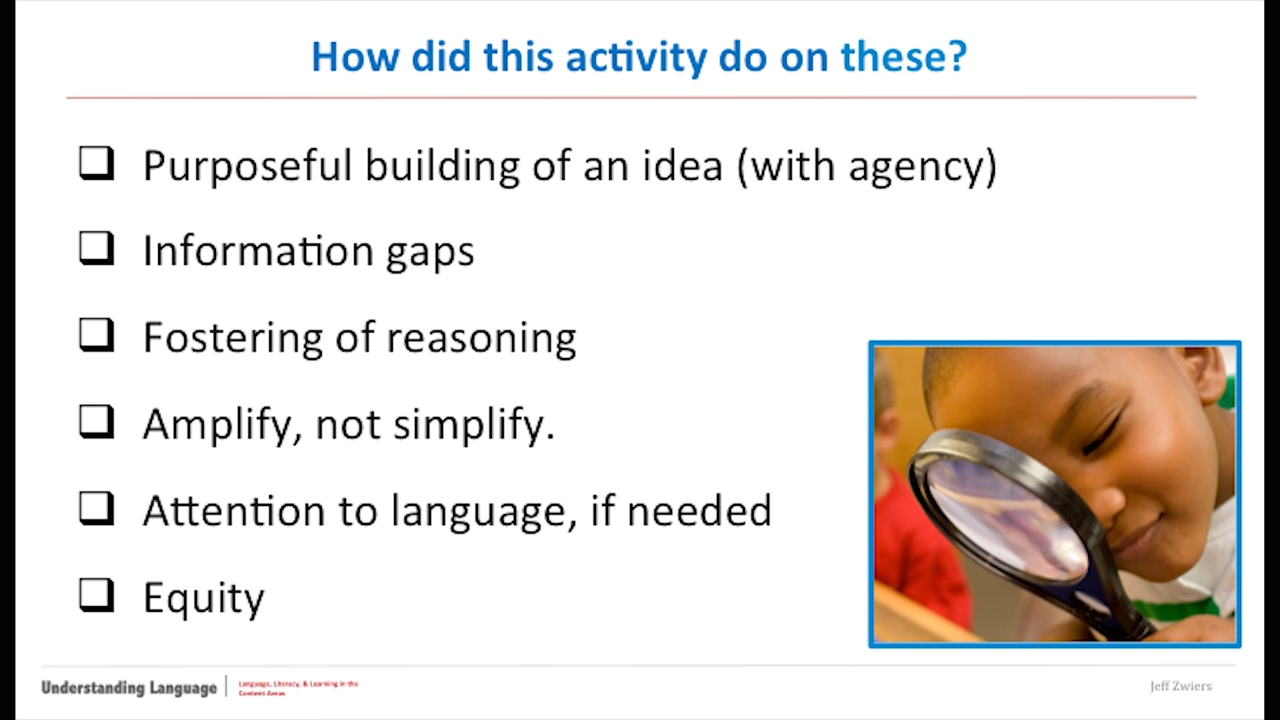 How did this activity do on these?
Purposeful building of an idea (with agency)
Information gaps
Fostering of reasoning
Amplify, not simplify.
Attention to language, if needed
Equity
Understanding Language
Language, Literacy, & Learning in the
Content Areas
Jeff Zwiers